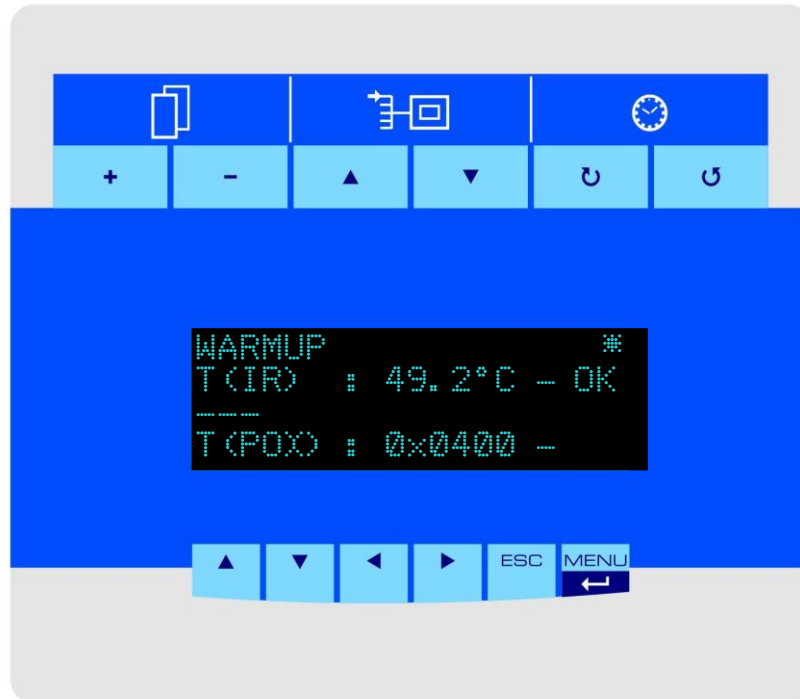 + -
WARMUP *
T(IR) : 49.2°C - OK
---
T(POX) : 0x0400 -
ESC MENU